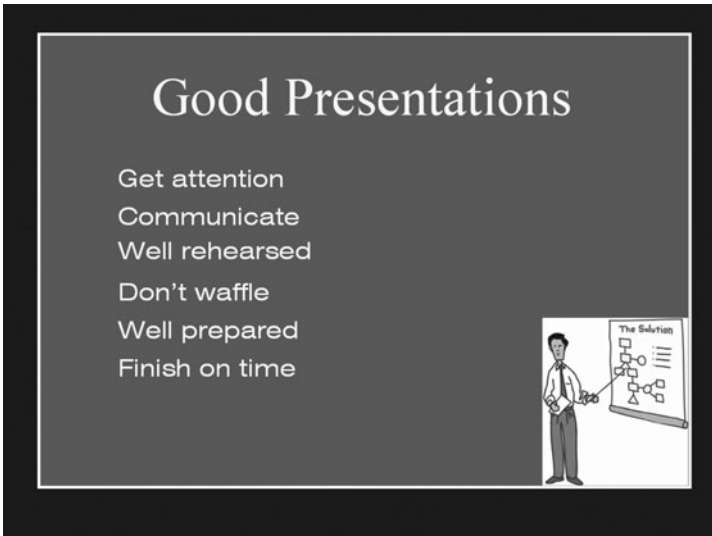 Good Presentations
Get attention
Communicate
Well rehearsed
Don't waffle
Well prepared
Finish on time
The Solution